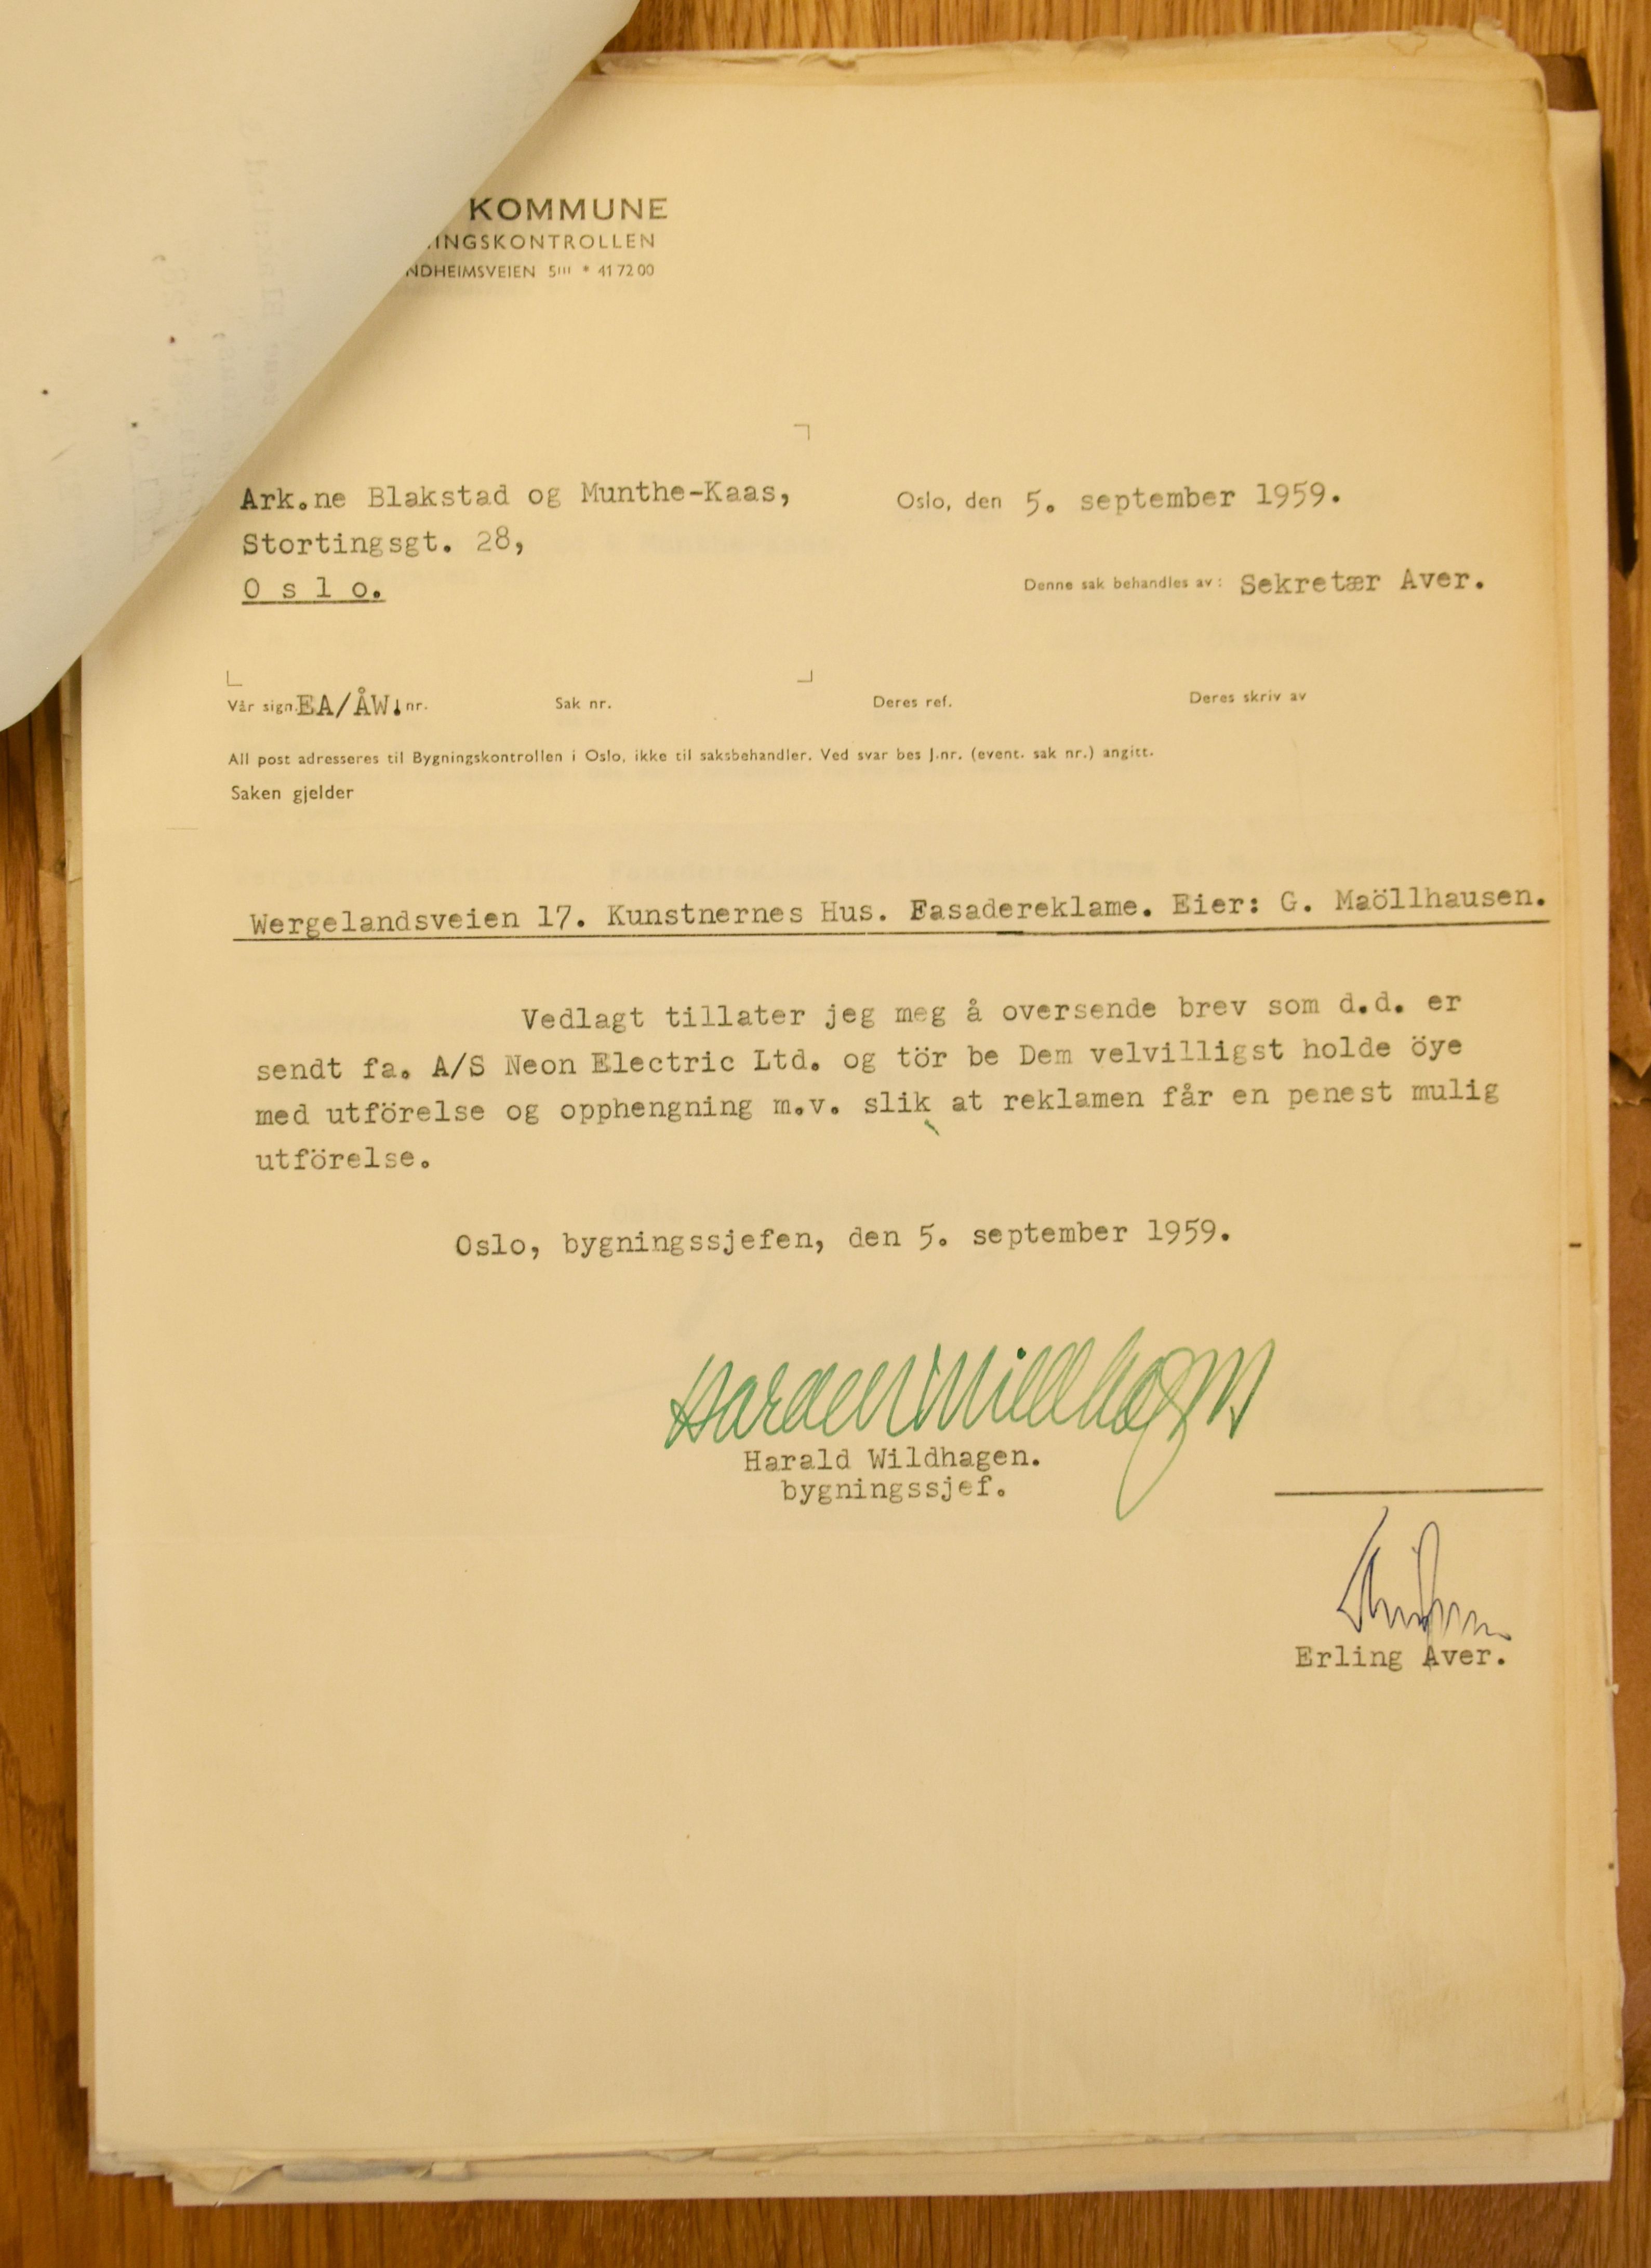 KOMMUNE
INGSKONTROLLEN
NDHEIMSVEIEN 5III * 41 72 00
Ark.ne Blakstad og Munthe-Kaas,
Stortingsgt. 28,
O s l o.
Oslo, den 5. september 1959.
Denne sak behandles av: Sekretær Aver.
Vår sign. EA/ÅW. J.nr. Sak nr. Deres ref. Deres skriv av
All post adresseres til Bygningskontrollen i Oslo, ikke til saksbehandler. Ved svar bes J.nr. (event. sak nr.) angitt.
Saken gjelder
Wergelandsveien 17. Kunstnernes Hus. Fasadereklame. Eier: G. Maöllhausen.
Vedlagt tillater jeg meg å oversende brev som d.d. er
sendt fa. A/S Neon Electric Ltd. og tör be Dem velvilligst holde öye
med utförelse og opphengning m.v. slik at reklamen får en penest mulig
utförelse.
Oslo, bygningssjefen, den 5. september 1959.
Harald Wildhagen
Harald Wildhagen.
bygningssjef.
Erling Aver.